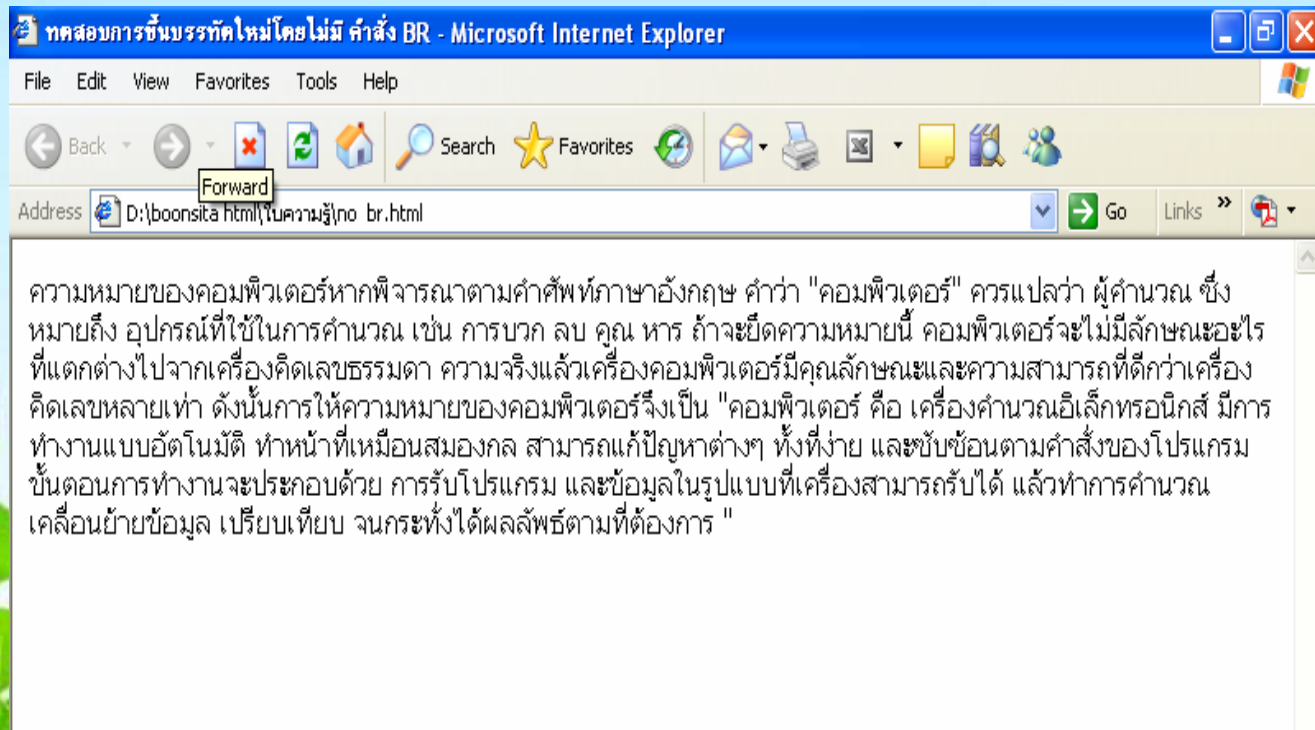 ทดสอบการขึ้นบรรทัดใหม่โดยไม่มี คำสั่ง BR - Microsoft Internet Explorer
File Edit View Favorites Tools Help
Back Search Favorites
Forward
Address D:\boonsita html\ใบความรู้\no br.html Go Links »
ความหมายของคอมพิวเตอร์หากพิจารณาตามคำศัพท์ภาษาอังกฤษ คำว่า "คอมพิวเตอร์" ควรแปลว่า ผู้คำนวณ ซึ่ง
หมายถึง อุปกรณ์ที่ใช้ในการคำนวณ เช่น การบวก ลบ คูณ หาร ถ้าจะยึดความหมายนี้ คอมพิวเตอร์จะไม่มีลักษณะอะไร
ที่แตกต่างไปจากเครื่องคิดเลขธรรมดา ความจริงแล้วเครื่องคอมพิวเตอร์มีคุณลักษณะและความสามารถที่ดีกว่าเครื่อง
คิดเลขหลายเท่า ดังนั้นการให้ความหมายของคอมพิวเตอร์จึงเป็น "คอมพิวเตอร์ คือ เครื่องคำนวณอิเล็กทรอนิกส์ มีการ
ทำงานแบบอัตโนมัติ ทำหน้าที่เหมือนสมองกล สามารถแก้ปัญหาต่างๆ ทั้งที่ง่าย และซับซ้อนตามคำสั่งของโปรแกรม
ขั้นตอนการทำงานจะประกอบด้วย การรับโปรแกรม และข้อมูลในรูปแบบที่เครื่องสามารถรับได้ แล้วทำการคำนวณ
เคลื่อนย้ายข้อมูล เปรียบเทียบ จนกระทั่งได้ผลลัพธ์ตามที่ต้องการ "